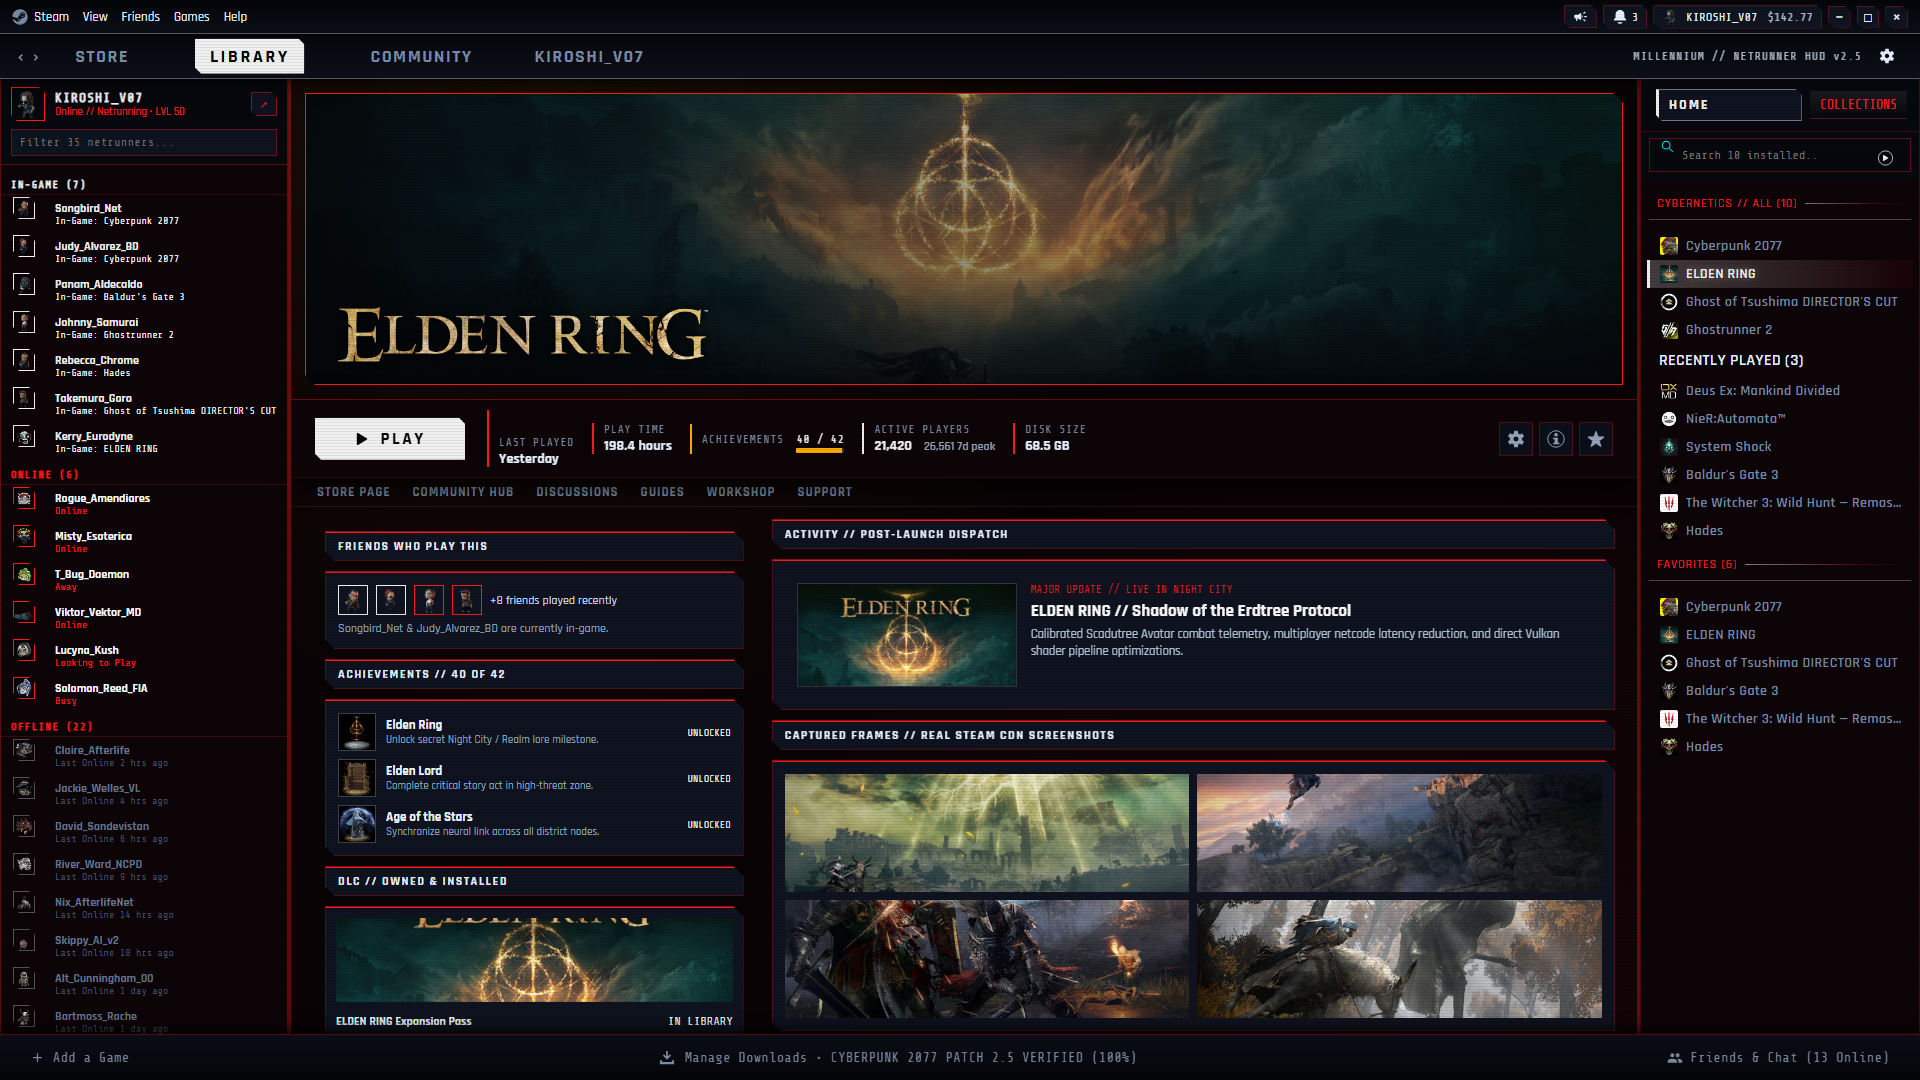 Steam View Friends Games Help
3
KIROSHI_V07 $142.77
STORE LIBRARY COMMUNITY KIROSHI_V07
MILLENNIUM // NETRUNNER HUD v2.5
KIROSHI_V07
Online // Netrunning • LVL 50
Filter 35 netrunners...
IN-GAME (7)
Songbird_Net
In-Game: Cyberpunk 2077
Judy_Alvarez_BD
In-Game: Cyberpunk 2077
Panam_Aldecaldo
In-Game: Baldur's Gate 3
Johnny_Samurai
In-Game: Ghostrunner 2
Rebecca_Chrome
In-Game: Hades
Takemura_Goro
In-Game: Ghost of Tsushima DIRECTOR'S CUT
Kerry_Eurodyne
In-Game: ELDEN RING
ONLINE (6)
Rogue_Amendiares
Online
Misty_Esoterica
Online
T_Bug_Daemon
Away
Viktor_Vektor_MD
Online
Lucyna_Kush
Looking to Play
Solomon_Reed_FIA
Busy
OFFLINE (22)
Claire_Afterlife
Last Online 2 hrs ago
Jackie_Welles_VL
Last Online 4 hrs ago
David_Sandevistan
Last Online 6 hrs ago
River_Ward_NCPD
Last Online 9 hrs ago
Nix_AfterlifeNet
Last Online 14 hrs ago
Skippy_AI_v2
Last Online 18 hrs ago
Alt_Cunningham_00
Last Online 1 day ago
Bartmoss_Rache
Last Online 1 day ago
ELDEN RING
PLAY
LAST PLAYED
Yesterday
PLAY TIME
198.4 hours
ACHIEVEMENTS 40 / 42
ACTIVE PLAYERS
21,420 26,561 7d peak
DISK SIZE
68.5 GB
STORE PAGE COMMUNITY HUB DISCUSSIONS GUIDES WORKSHOP SUPPORT
FRIENDS WHO PLAY THIS
+8 friends played recently
Songbird_Net & Judy_Alvarez_BD are currently in-game.
ACHIEVEMENTS // 40 OF 42
Elden Ring
Unlock secret Night City / Realm lore milestone.
UNLOCKED
Elden Lord
Complete critical story act in high-threat zone.
UNLOCKED
Age of the Stars
Synchronize neural link across all district nodes.
UNLOCKED
DLC // OWNED & INSTALLED
ELDEN RING
ELDEN RING Expansion Pass IN LIBRARY
ACTIVITY // POST-LAUNCH DISPATCH
ELDEN RING
MAJOR UPDATE // LIVE IN NIGHT CITY
ELDEN RING // Shadow of the Erdtree Protocol
Calibrated Scadutree Avatar combat telemetry, multiplayer netcode latency reduction, and direct Vulkan
shader pipeline optimizations.
CAPTURED FRAMES // REAL STEAM CDN SCREENSHOTS
HOME COLLECTIONS
Search 10 installed..
CYBERNETICS // ALL (10)
Cyberpunk 2077
ELDEN RING
Ghost of Tsushima DIRECTOR'S CUT
Ghostrunner 2
RECENTLY PLAYED (3)
Deus Ex: Mankind Divided
NieR:Automata™
System Shock
Baldur's Gate 3
The Witcher 3: Wild Hunt – Remas...
Hades
FAVORITES (6)
Cyberpunk 2077
ELDEN RING
Ghost of Tsushima DIRECTOR'S CUT
Baldur's Gate 3
The Witcher 3: Wild Hunt – Remas...
Hades
+ Add a Game
Manage Downloads • CYBERPUNK 2077 PATCH 2.5 VERIFIED (100%)
Friends & Chat (13 Online)